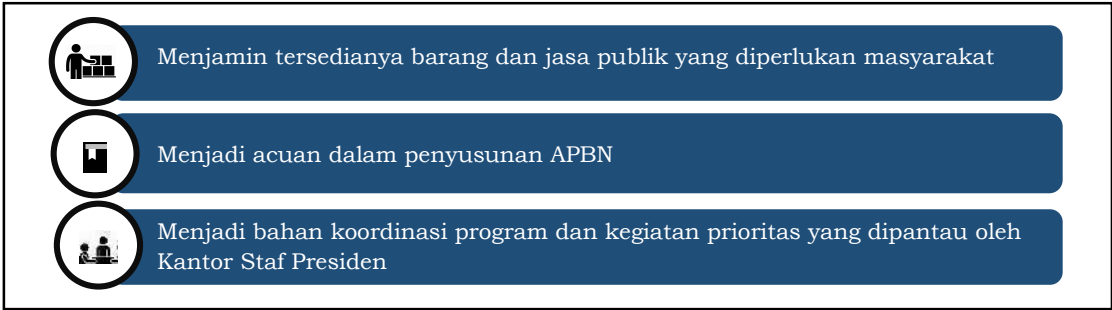 Menjamin tersedianya barang dan jasa publik yang diperlukan masyarakat
Menjadi acuan dalam penyusunan APBN
Menjadi bahan koordinasi program dan kegiatan prioritas yang dipantau oleh
Kantor Staf Presiden